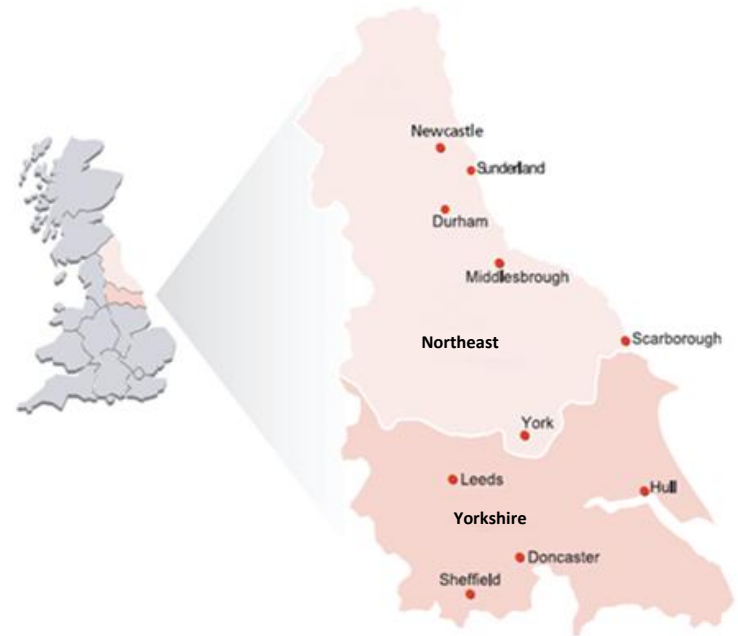 Newcastle
Sunderland
Durham
Middlesbrough
Northeast
Scarborough
York
Leeds
Hull
Yorkshire
Doncaster
Sheffield